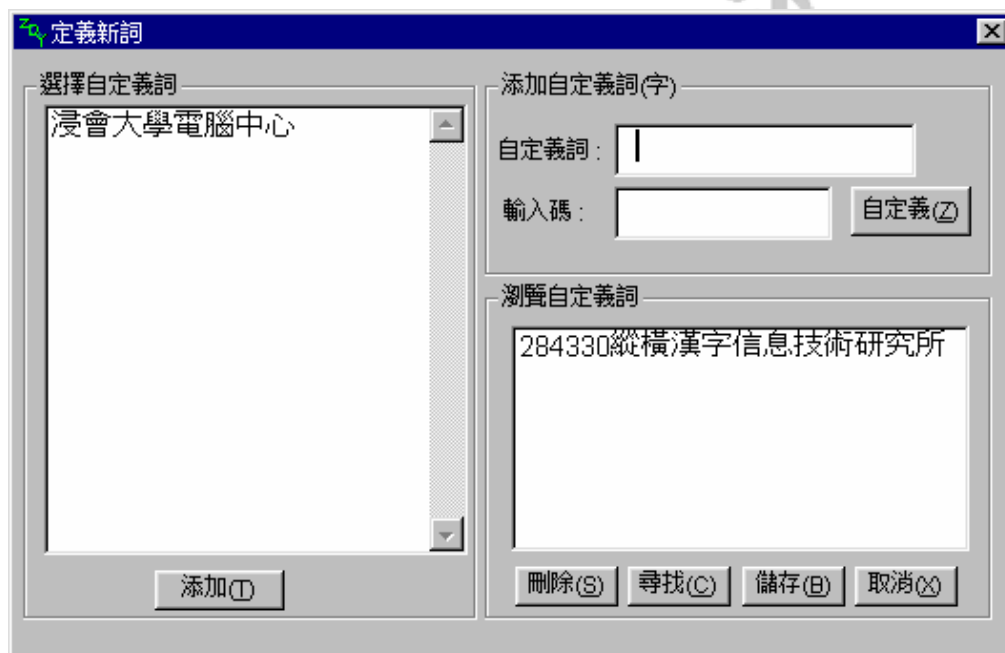 ZDY 定義新詞
選擇自定義詞
浸會大學電腦中心
添加(T)
添加自定義詞(字)
自定義詞 :
輸入碼 :
自定義(Z)
瀏覽自定義詞
284330縱橫漢字信息技術研究所
刪除(S) 尋找(C) 儲存(B) 取消(X)